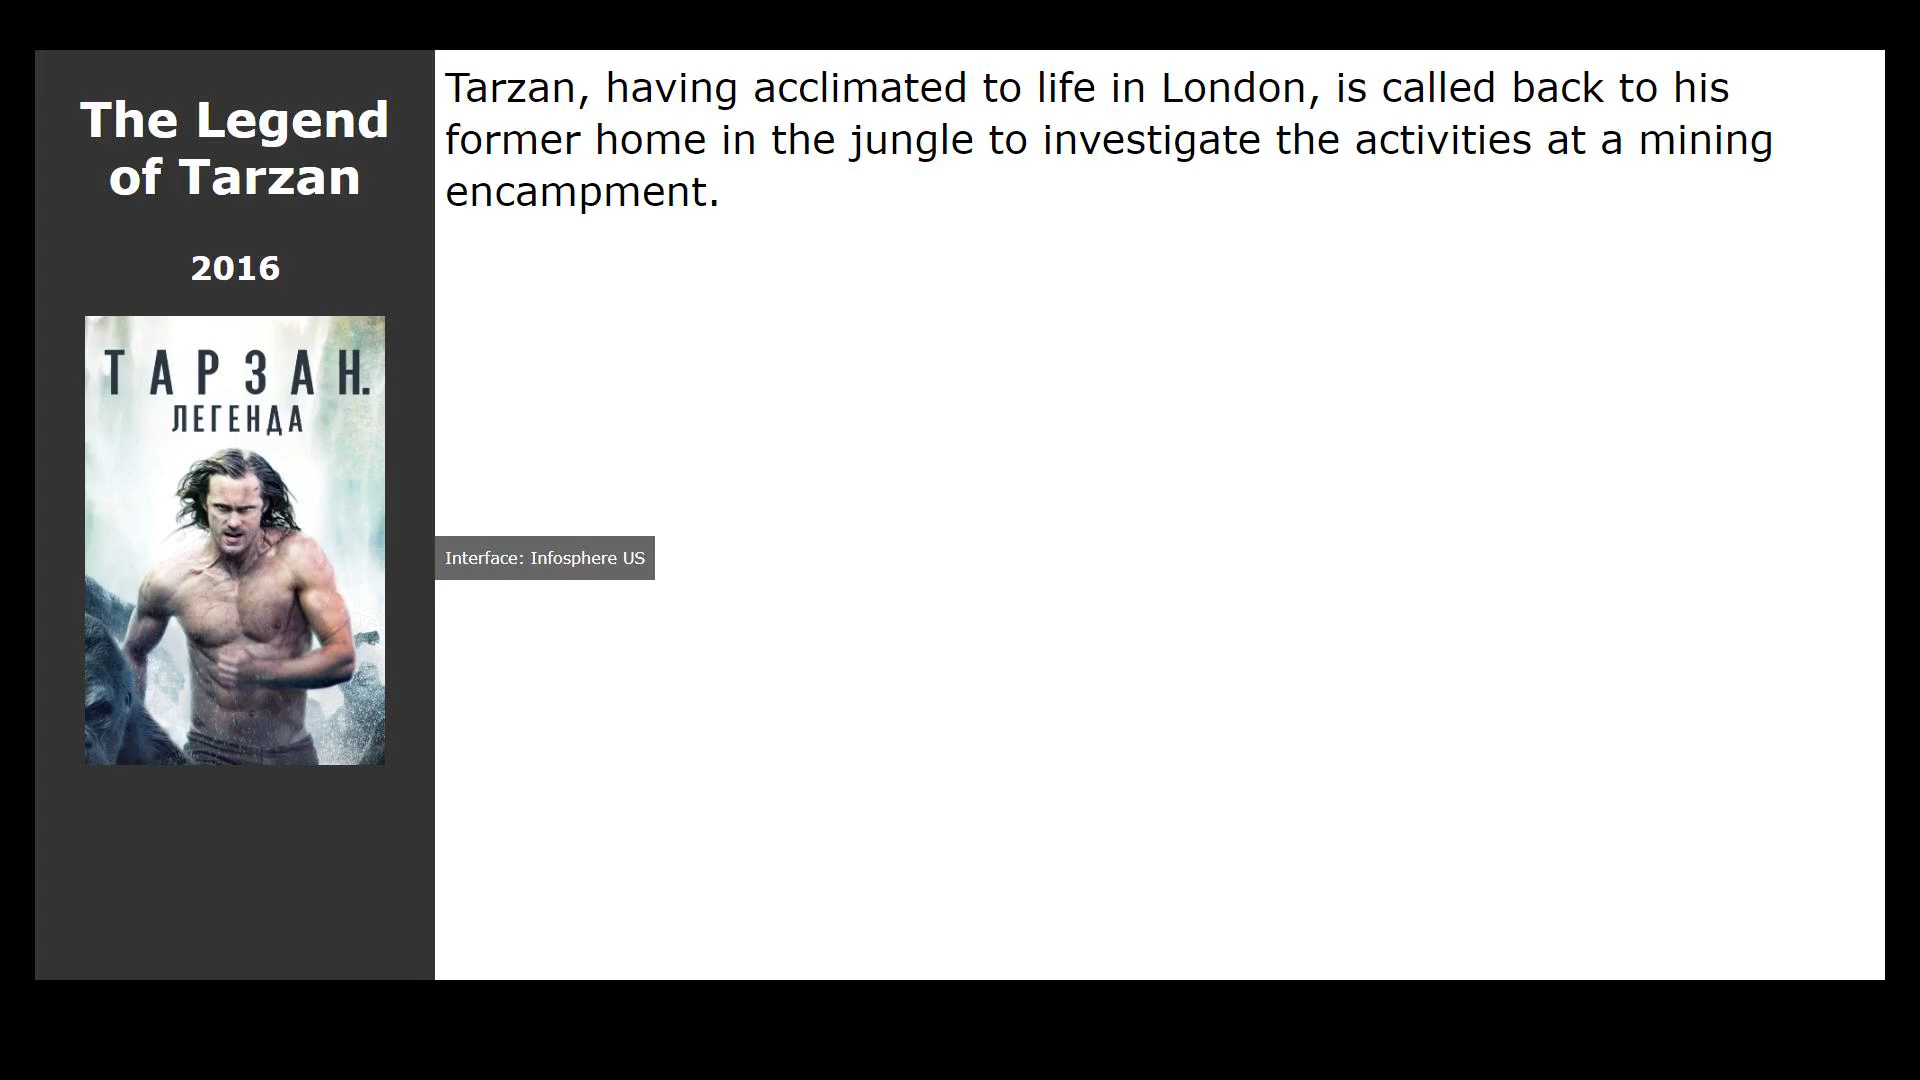 The Legend
of Tarzan
2016
ТАРЗАН.
ЛЕГЕНДА
Tarzan, having acclimated to life in London, is called back to his
former home in the jungle to investigate the activities at a mining
encampment.
Interface: Infosphere US